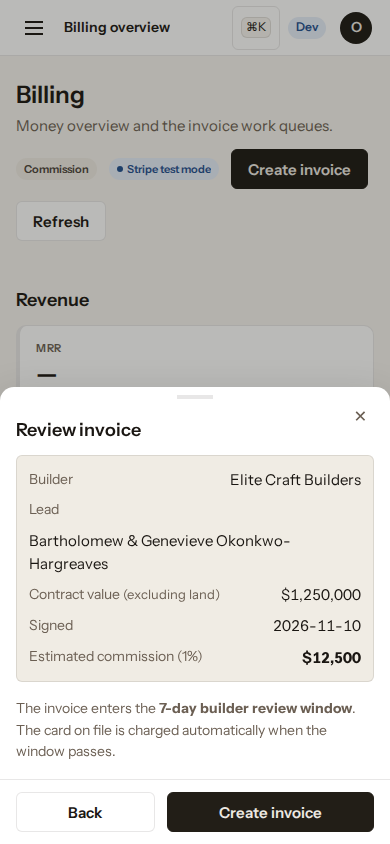 Billing overview
⌘K
Dev
O
Billing
Money overview and the invoice work queues.
Commission
Stripe test mode
Create invoice
Refresh
Revenue
MRR
—
Review invoice
×
Builder Elite Craft Builders
Lead
Bartholomew & Genevieve Okonkwo-
Hargreaves
Contract value (excluding land) $1,250,000
Signed 2026-11-10
Estimated commission (1%) $12,500
The invoice enters the 7-day builder review window.
The card on file is charged automatically when the
window passes.
Back
Create invoice